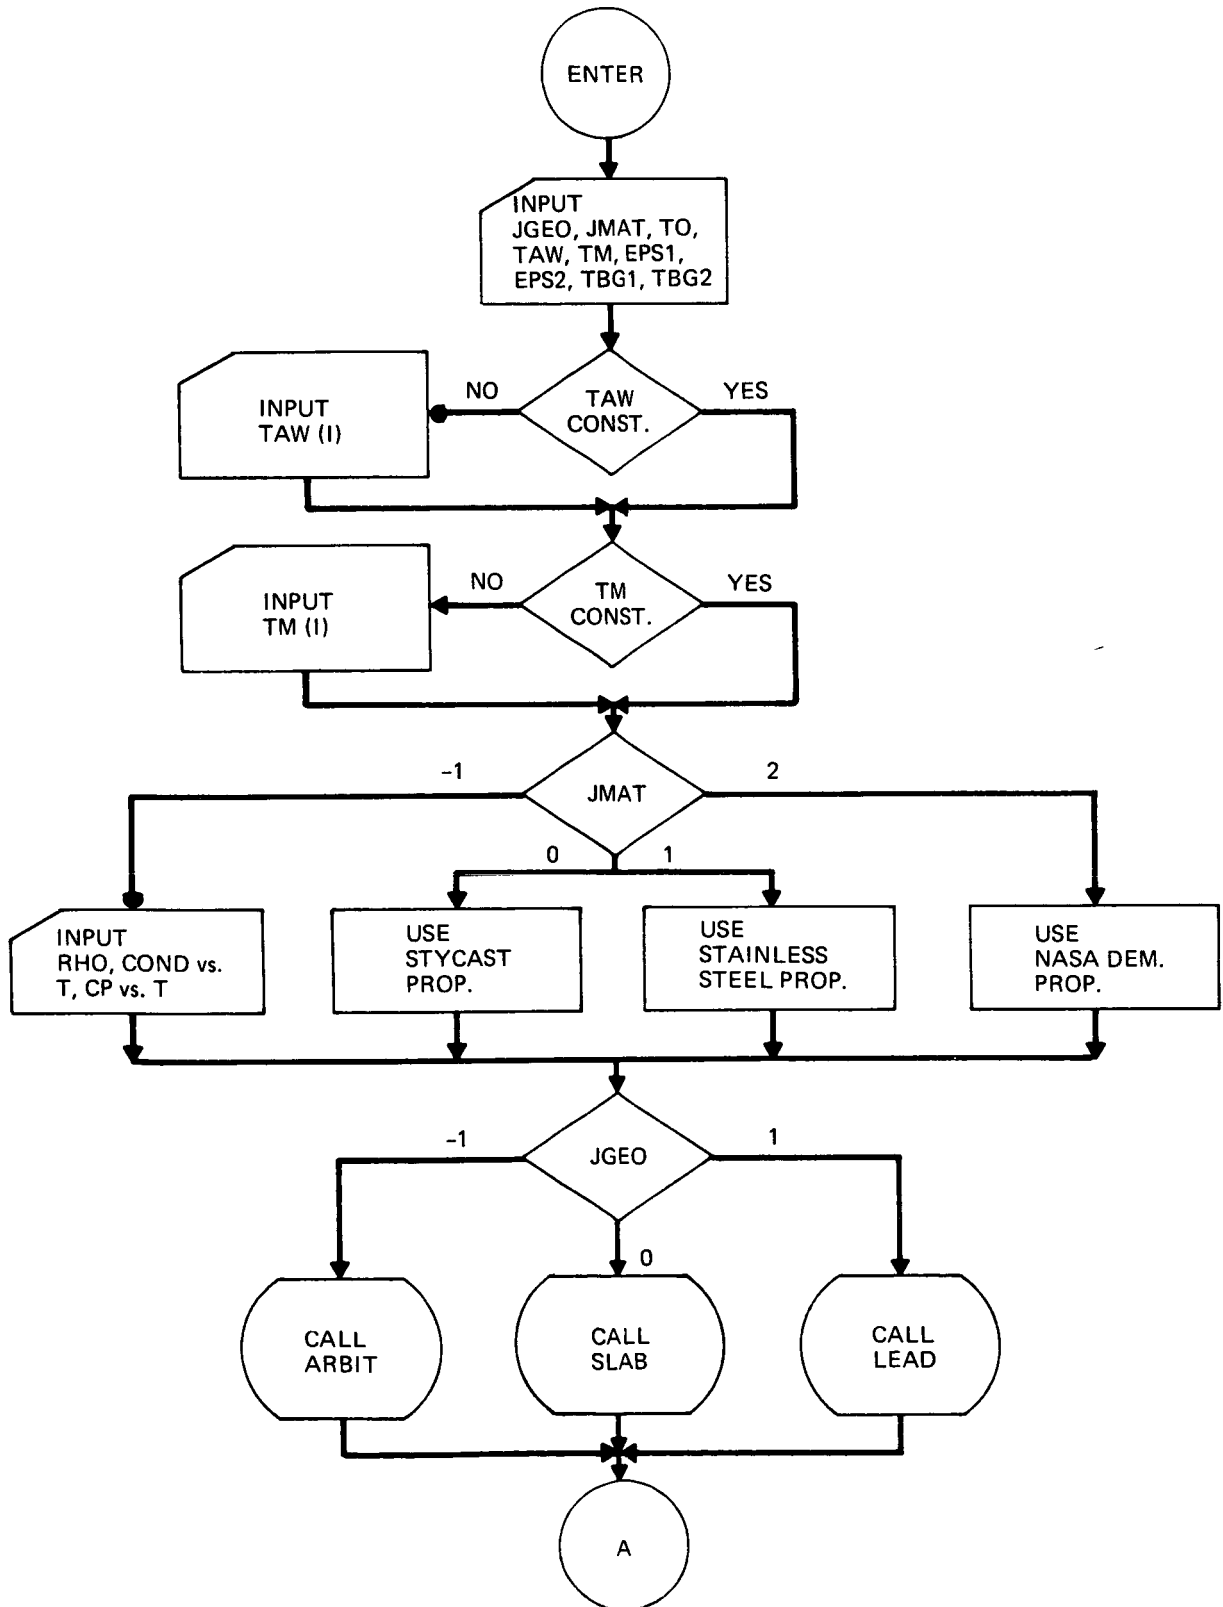 ENTER
INPUT
JGEO, JMAT, TO,
TAW, TM, EPS1,
EPS2, TBG1, TBG2
NO
TAW
CONST.
YES
INPUT
TAW (I)
NO
TM
CONST.
YES
INPUT
TM (I)
-1
JMAT
2
0
1
INPUT
RHO, COND vs.
T, CP vs. T
USE
STYCAST
PROP.
USE
STAINLESS
STEEL PROP.
USE
NASA DEM.
PROP.
-1
JGEO
1
0
CALL
ARBIT
CALL
SLAB
CALL
LEAD
A